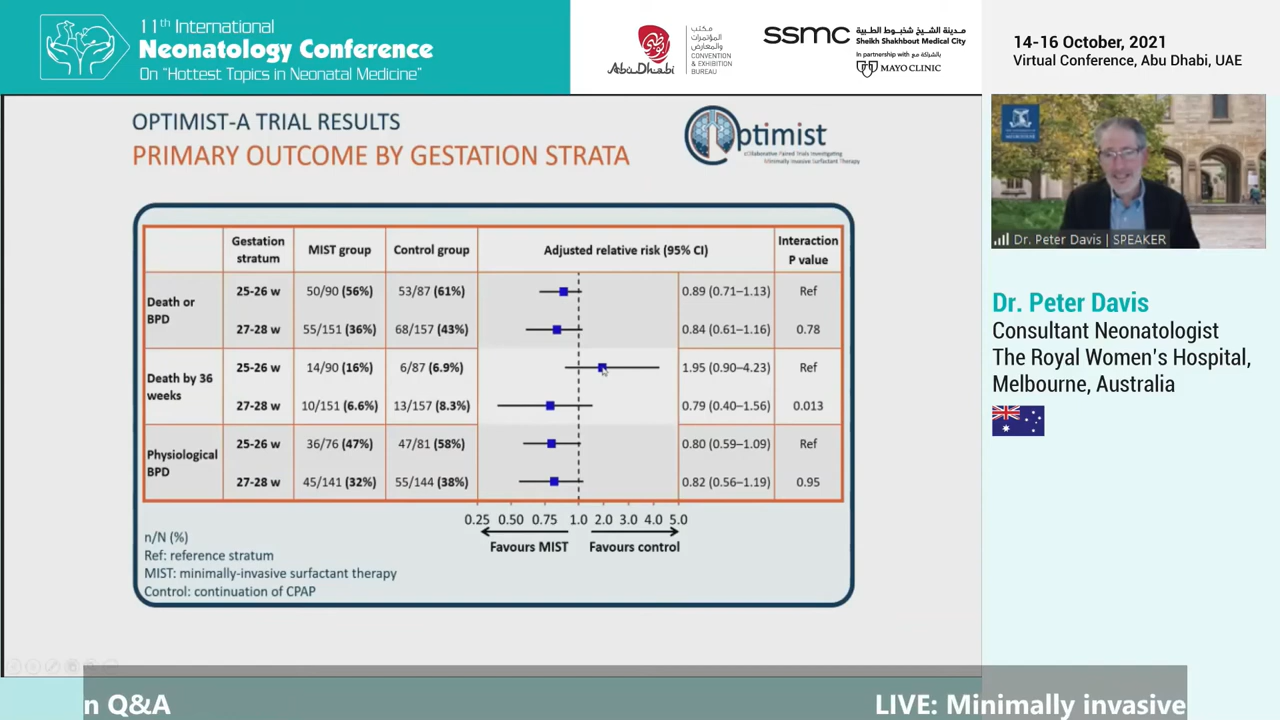 11th International
Neonatology Conference
On "Hottest Topics in Neonatal Medicine"
Abu Dhabi
مكتب
المؤتمرات
والمعارض
CONVENTION
& EXHIBITION
BUREAU
SSMC
مدينة الشيخ شخبوط الطبية
Sheikh Shakhbout Medical City
In partnership with بالشراكة مع
MAYO CLINIC
14-16 October, 2021
Virtual Conference, Abu Dhabi, UAE
OPTIMIST-A TRIAL RESULTS
PRIMARY OUTCOME BY GESTATION STRATA
Optimist
Collaborative Paired Trials Investigating
Minimally Invasive Surfactant Therapy
Gestation stratum MIST group Control group Adjusted relative risk (95% CI) Interaction P value
Death or BPD 25-26 w 50/90 (56%) 53/87 (61%) 0.89 (0.71–1.13) Ref
27-28 w 55/151 (36%) 68/157 (43%) 0.84 (0.61–1.16) 0.78
Death by 36 weeks 25-26 w 14/90 (16%) 6/87 (6.9%) 1.95 (0.90–4.23) Ref
27-28 w 10/151 (6.6%) 13/157 (8.3%) 0.79 (0.40–1.56) 0.013
Physiological BPD 25-26 w 36/76 (47%) 47/81 (58%) 0.80 (0.59–1.09) Ref
27-28 w 45/141 (32%) 55/144 (38%) 0.82 (0.56–1.19) 0.95
0.25 0.50 0.75 1.0 2.0 3.0 4.0 5.0
Favours MIST Favours control
n/N (%)
Ref: reference stratum
MIST: minimally-invasive surfactant therapy
Control: continuation of CPAP
Dr. Peter Davis | SPEAKER
Dr. Peter Davis
Consultant Neonatologist
The Royal Women's Hospital,
Melbourne, Australia
n Q&A
LIVE: Minimally invasive